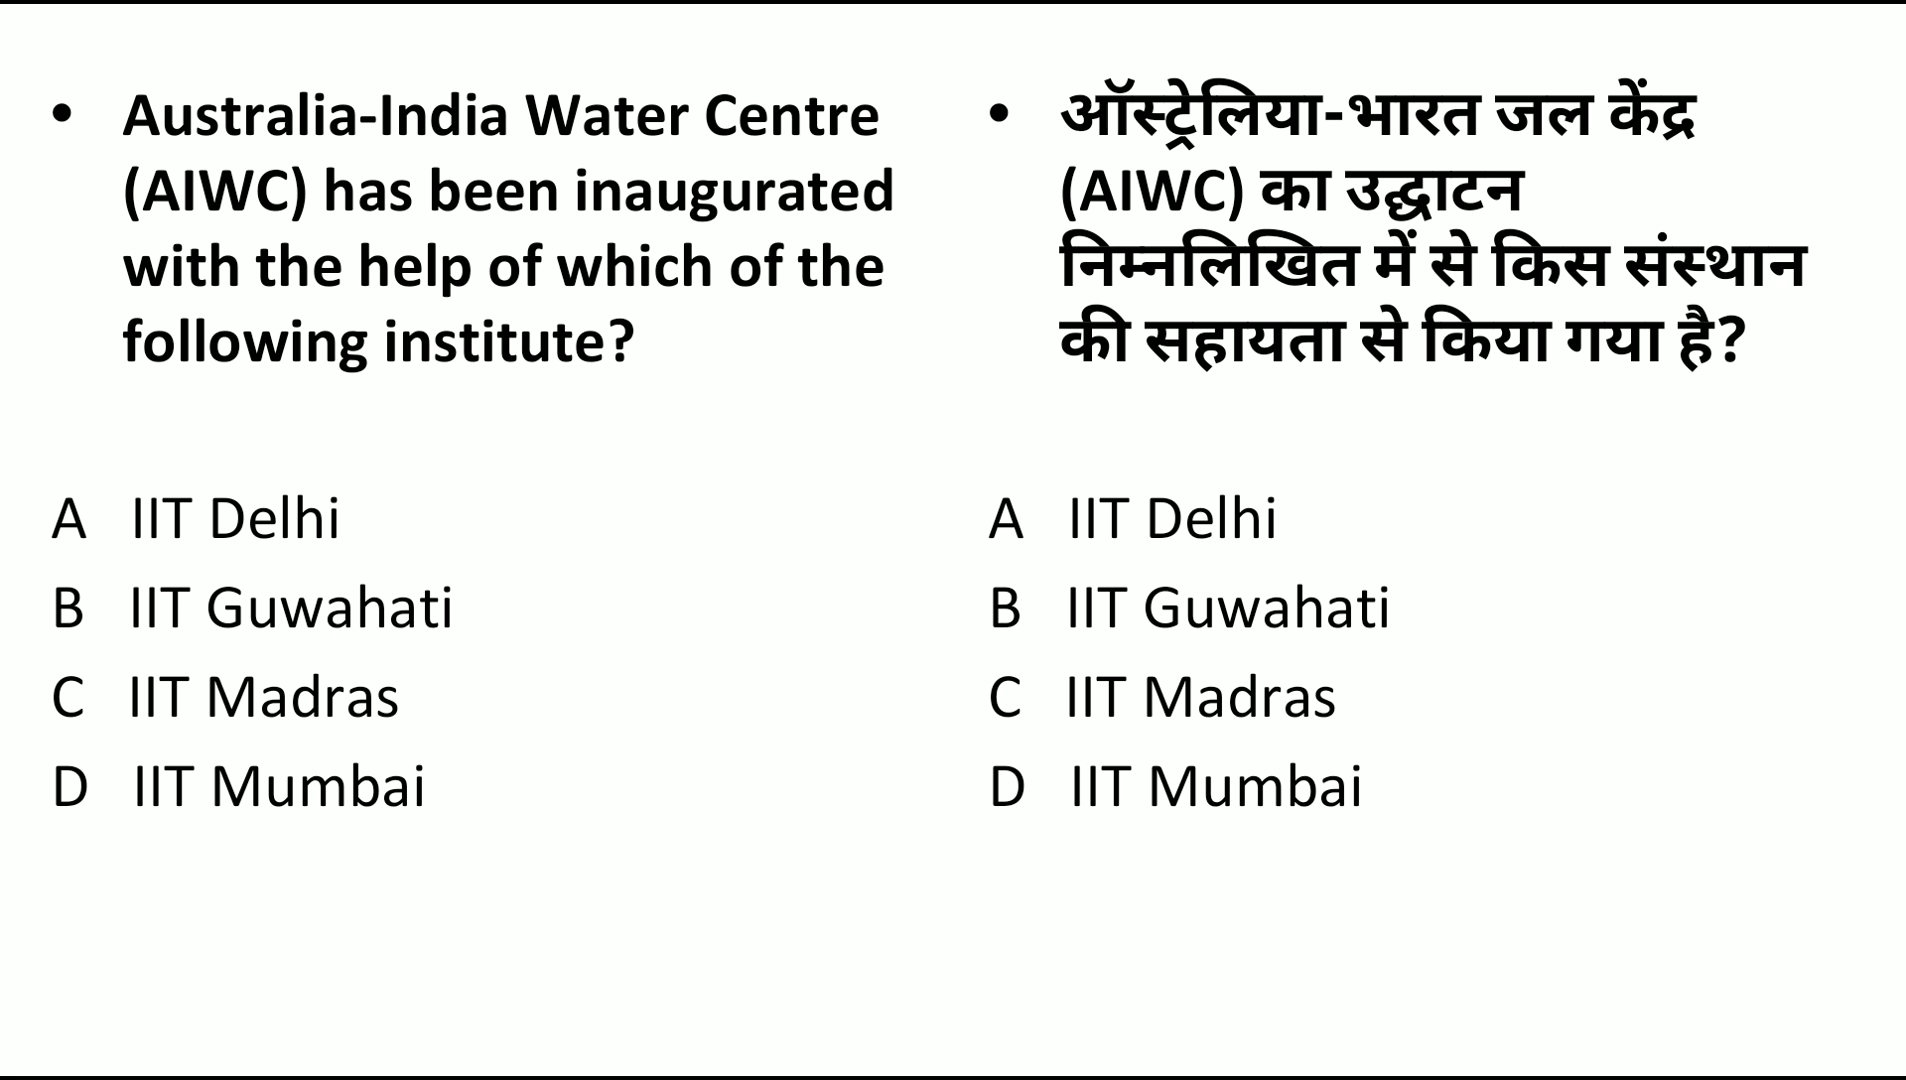 • Australia-India Water Centre
(AIWC) has been inaugurated
with the help of which of the
following institute?
A IIT Delhi
B IIT Guwahati
C IIT Madras
D IIT Mumbai
• ऑस्ट्रेलिया-भारत जल केंद्र
(AIWC) का उद्घाटन
निम्नलिखित में से किस संस्थान
की सहायता से किया गया है?
A IIT Delhi
B IIT Guwahati
C IIT Madras
D IIT Mumbai